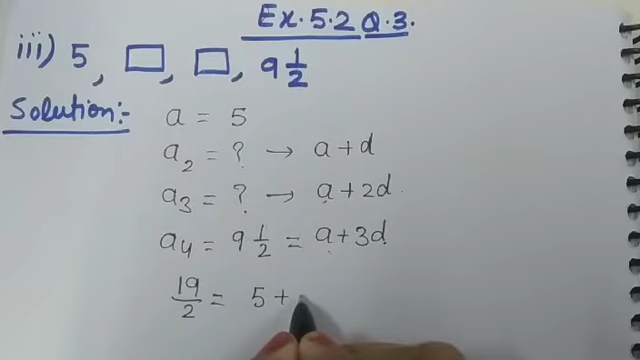 Ex. 5.2 Q.3.
iii) 5, □, □, 9 1/2
Solution:-
a = 5
a₂ = ? → a + d
a₃ = ? → a + 2d
a₄ = 9 1/2 = a + 3d
19/2 = 5 +